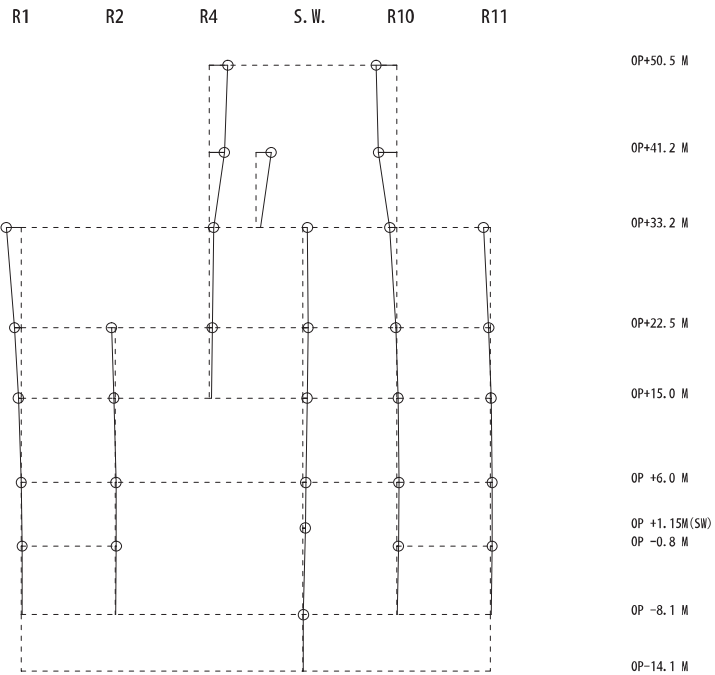 R1 R2 R4 S.W. R10 R11
OP+50.5 M
OP+41.2 M
OP+33.2 M
OP+22.5 M
OP+15.0 M
OP +6.0 M
OP +1.15M(SW)
OP -0.8 M
OP -8.1 M
OP-14.1 M